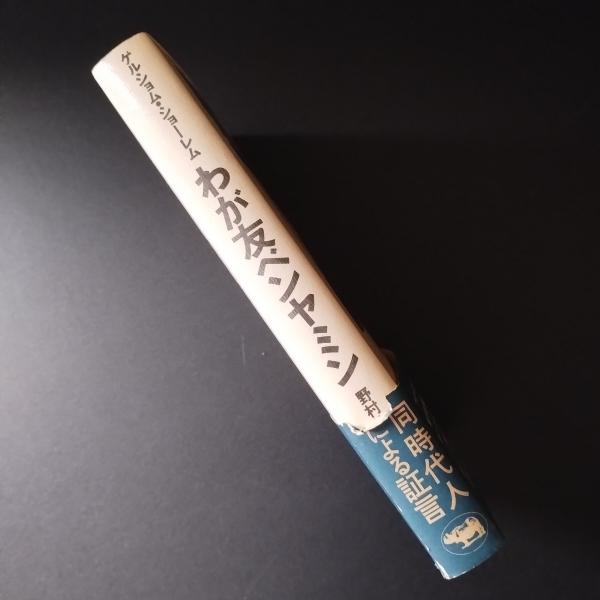 ゲルショム・ショーレム
わが友ベンヤミン
野村
同時代人
による証言